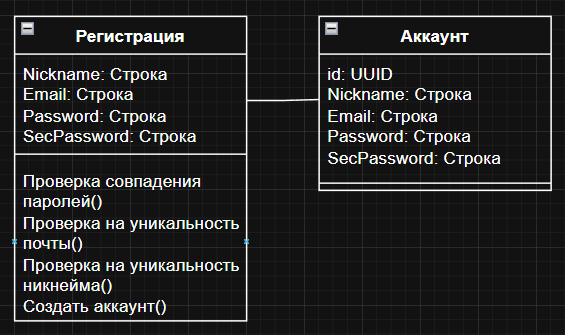 Регистрация
Nickname: Строка
Email: Строка
Password: Строка
SecPassword: Строка
Проверка совпадения
паролей()
Проверка на уникальность
почты()
Проверка на уникальность
никнейма()
Создать аккаунт()
Аккаунт
id: UUID
Nickname: Строка
Email: Строка
Password: Строка
SecPassword: Строка